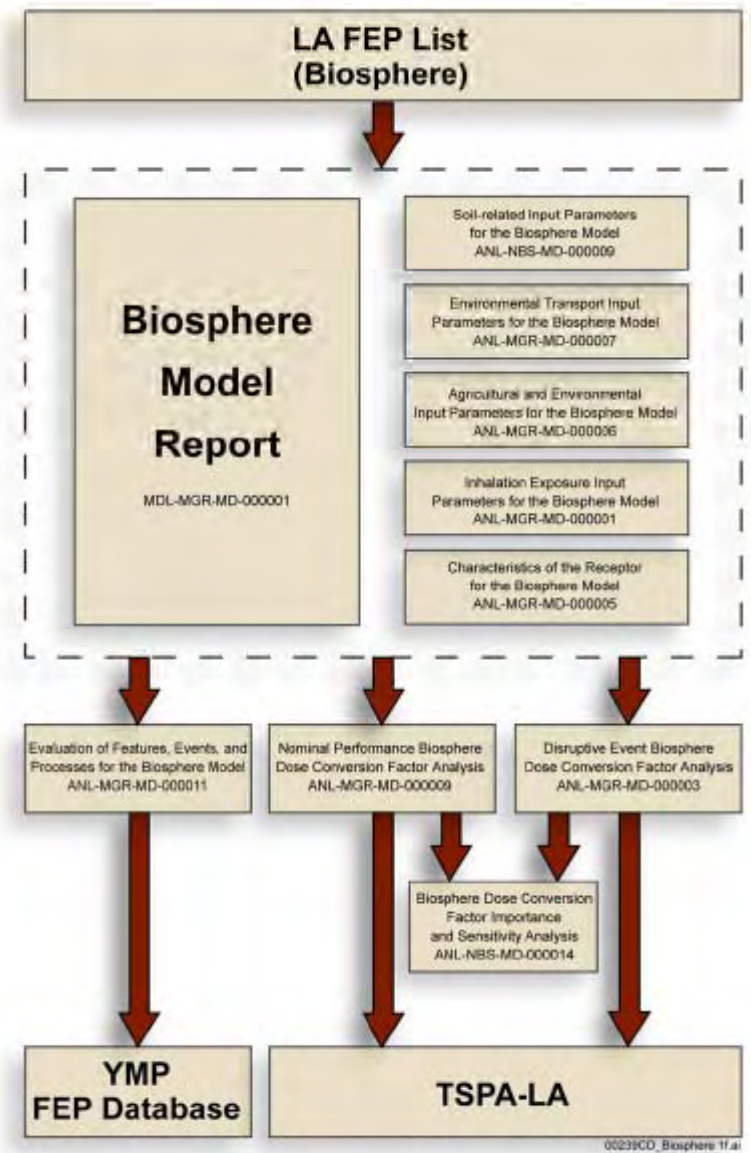 LA FEP List
(Biosphere)
Biosphere
Model
Report
MDL-MGR-MD-000001
Soil-related Input Parameters
for the Biosphere Model
ANL-NBS-MD-000009
Environmental Transport Input
Parameters for the Biosphere Model
ANL-MGR-MD-000007
Agricultural and Environmental
Input Parameters for the Biosphere Model
ANL-MGR-MD-000006
Inhalation Exposure Input
Parameters for the Biosphere Model
ANL-MGR-MD-000001
Characteristics of the Receptor
for the Biosphere Model
ANL-MGR-MD-000005
Evaluation of Features, Events, and
Processes for the Biosphere Model
ANL-MGR-MD-000011
Nominal Performance Biosphere
Dose Conversion Factor Analysis
ANL-MGR-MD-000009
Disruptive Event Biosphere
Dose Conversion Factor Analysis
ANL-MGR-MD-000003
Biosphere Dose Conversion
Factor Importance
and Sensitivity Analysis
ANL-NBS-MD-000014
YMP
FEP Database
TSPA-LA
00239CD_Biosphere 1f.ai